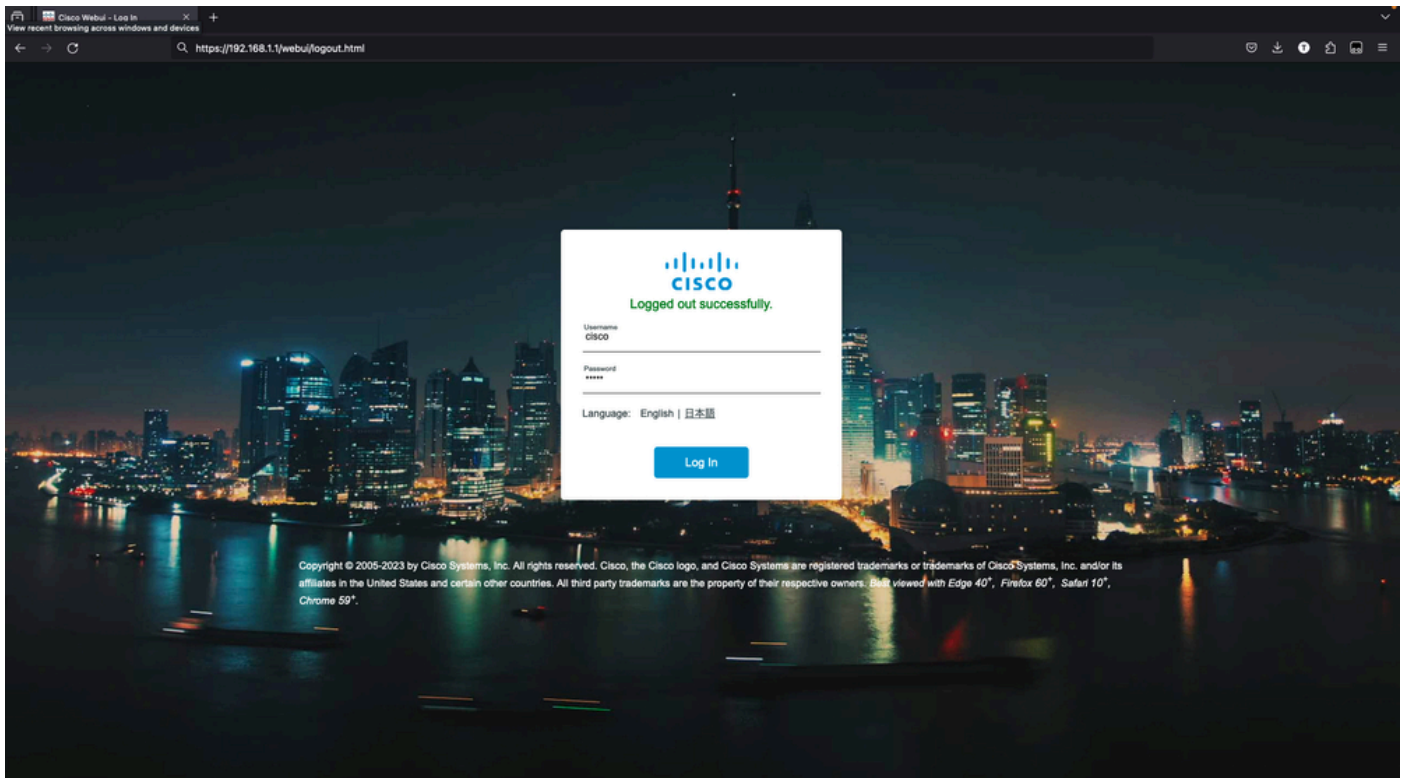 Cisco Webui - Log In
View recent browsing across windows and devices
https://192.168.1.1/webui/logout.html
CISCO
Logged out successfully.
Username
cisco
Password
•••••
Language: English | 日本語
Log In
Copyright © 2005-2023 by Cisco Systems, Inc. All rights reserved. Cisco, the Cisco logo, and Cisco Systems are registered trademarks or trademarks of Cisco Systems, Inc. and/or its
affiliates in the United States and certain other countries. All third party trademarks are the property of their respective owners. Best viewed with Edge 40+, Firefox 60+, Safari 10+,
Chrome 59+.